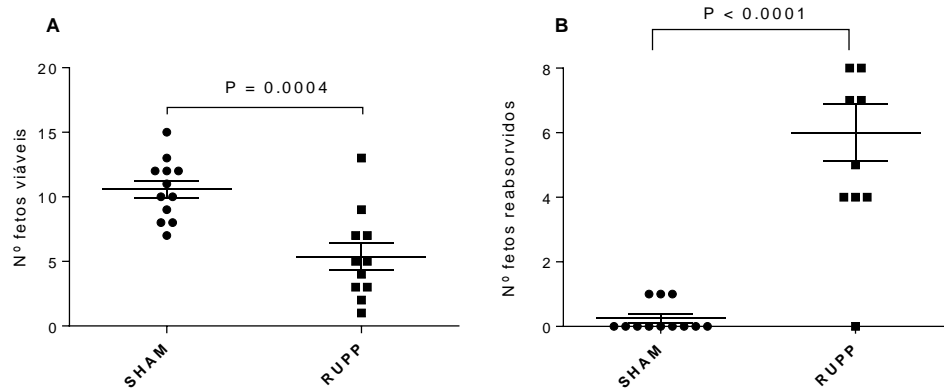 A
P = 0.0004
Nº fetos viáveis
20
15
10
5
0
SHAM
RUPP
B
P < 0.0001
Nº fetos reabsorvidos
8
6
4
2
0
SHAM
RUPP